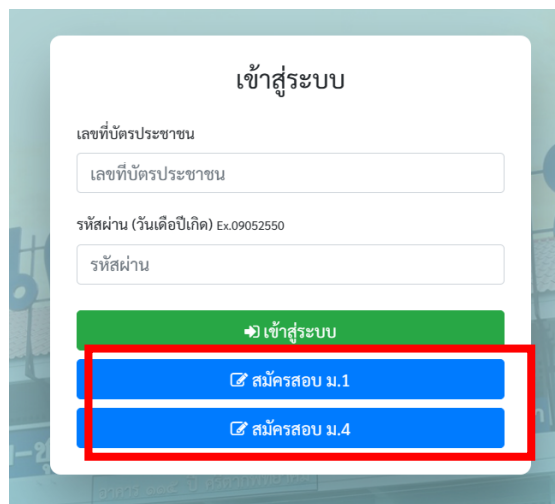 เข้าสู่ระบบ
เลขที่บัตรประชาชน
เลขที่บัตรประชาชน
รหัสผ่าน (วันเดือปีเกิด) Ex.09052550
รหัสผ่าน
เข้าสู่ระบบ
สมัครสอบ ม.1
สมัครสอบ ม.4